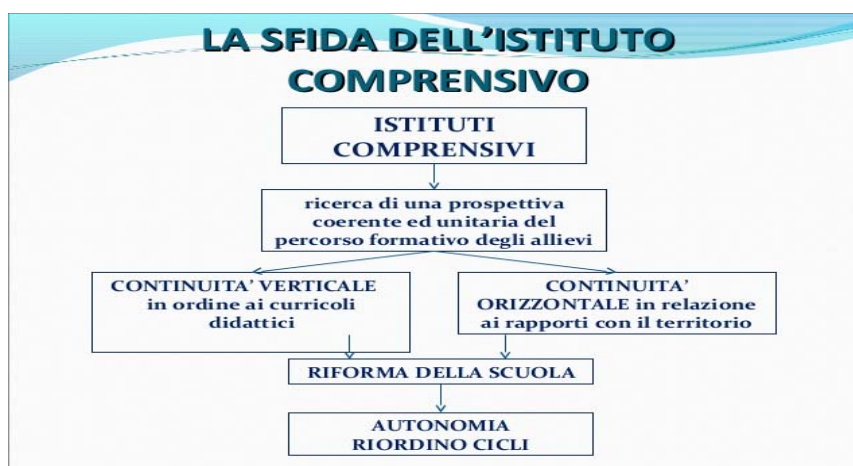 LA SFIDA DELL’ISTITUTO
COMPRENSIVO
ISTITUTI
COMPRENSIVI
ricerca di una prospettiva
coerente ed unitaria del
percorso formativo degli allievi
CONTINUITA’ VERTICALE
in ordine ai curricoli
didattici
CONTINUITA’
ORIZZONTALE in relazione
ai rapporti con il territorio
RIFORMA DELLA SCUOLA
AUTONOMIA
RIORDINO CICLI